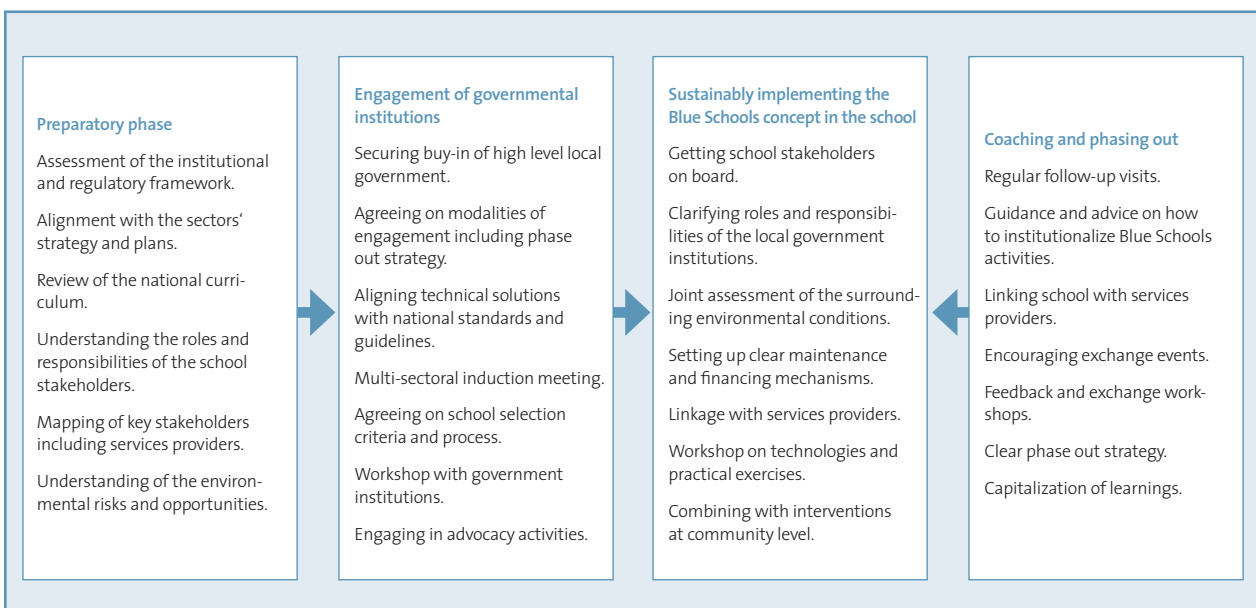 Preparatory phase
Assessment of the institutional
and regulatory framework.
Alignment with the sectors‘
strategy and plans.
Review of the national curri-
culum.
Understanding the roles and
responsibilities of the school
stakeholders.
Mapping of key stakeholders
including services providers.
Understanding of the environ-
mental risks and opportunities.
Engagement of governmental
institutions
Securing buy-in of high level local
government.
Agreeing on modalities of
engagement including phase
out strategy.
Aligning technical solutions
with national standards and
guidelines.
Multi-sectoral induction meeting.
Agreeing on school selection
criteria and process.
Workshop with government
institutions.
Engaging in advocacy activities.
Sustainably implementing the
Blue Schools concept in the school
Getting school stakeholders
on board.
Clarifying roles and responsibi-
lities of the local government
institutions.
Joint assessment of the surround-
ing environmental conditions.
Setting up clear maintenance
and financing mechanisms.
Linkage with services providers.
Workshop on technologies and
practical exercises.
Combining with interventions
at community level.
Coaching and phasing out
Regular follow-up visits.
Guidance and advice on how
to institutionalize Blue Schools
activities.
Linking school with services
providers.
Encouraging exchange events.
Feedback and exchange work-
shops.
Clear phase out strategy.
Capitalization of learnings.